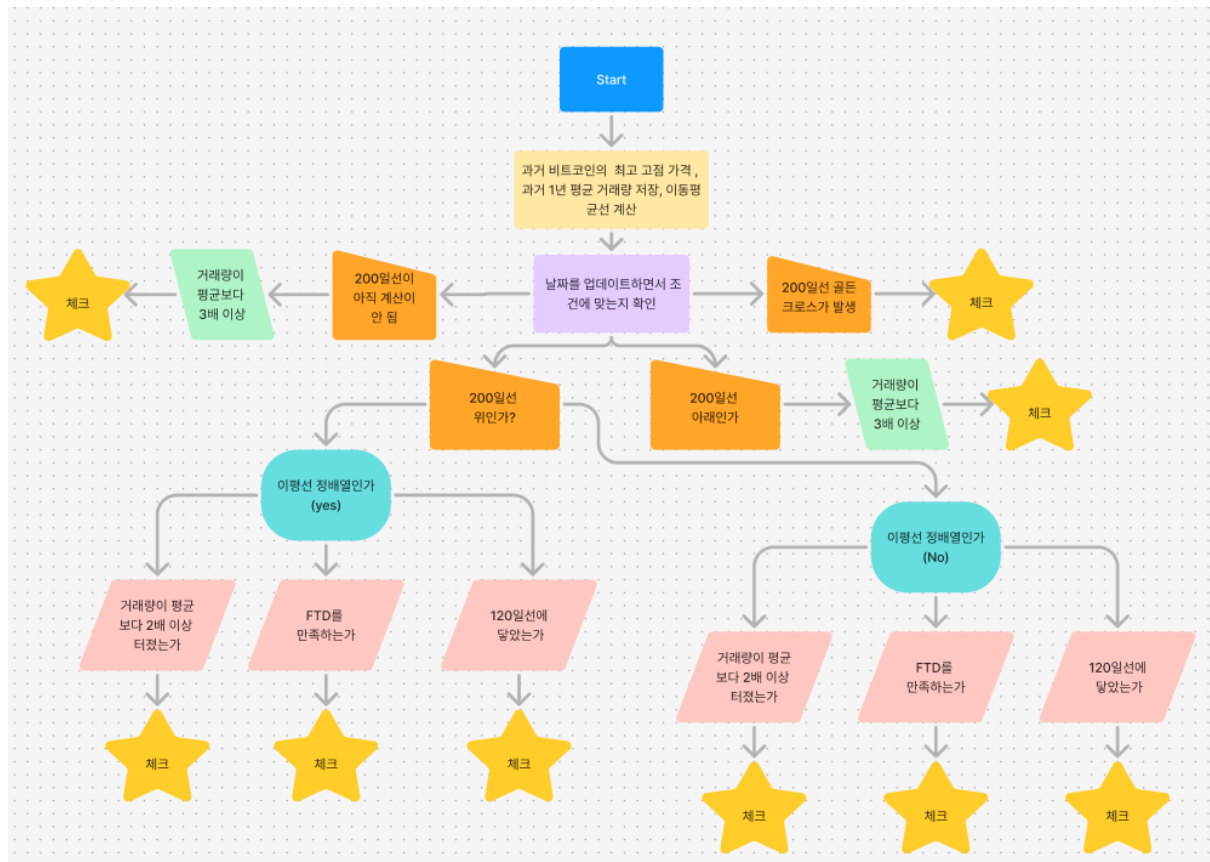 Start
과거 비트코인의 최고 고점 가격 ,
과거 1년 평균 거래량 저장, 이동평
균선 계산
체크
거래량이
평균보다
3배 이상
200일선이
아직 계산이
안 됨
날짜를 업데이트하면서 조
건에 맞는지 확인
200일선 골든
크로스가 발생
체크
200일선
위인가?
200일선
아래인가
거래량이
평균보다
3배 이상
체크
이평선 정배열인가
(yes)
이평선 정배열인가
(No)
거래량이 평균
보다 2배 이상
터졌는가
FTD를
만족하는가
120일선에
닿았는가
거래량이 평균
보다 2배 이상
터졌는가
FTD를
만족하는가
120일선에
닿았는가
체크
체크
체크
체크
체크
체크